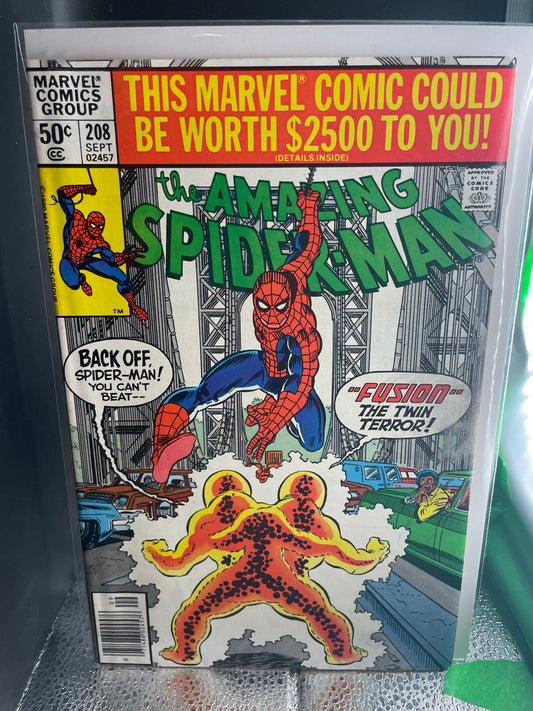 MARVEL® COMICS GROUP
50¢
208
SEPT
02457
CC
THIS MARVEL® COMIC COULD
BE WORTH $2500 TO YOU!
(DETAILS INSIDE)
APPROVED
BY THE
COMICS
CODE
AUTHORITY
the AMAZING
SPIDER-MAN®
TM
BACK OFF,
SPIDER-MAN!
YOU CAN'T
BEAT--
--FUSION--
THE TWIN
TERROR!